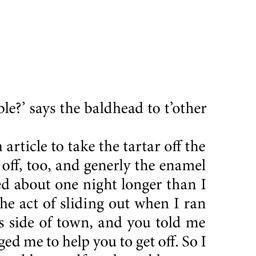 ble?’ says the baldhead to t’other
article to take the tartar off the
off, too, and generly the enamel
ed about one night longer than I
he act of sliding out when I ran
s side of town, and you told me
ged me to help you to get off. So I